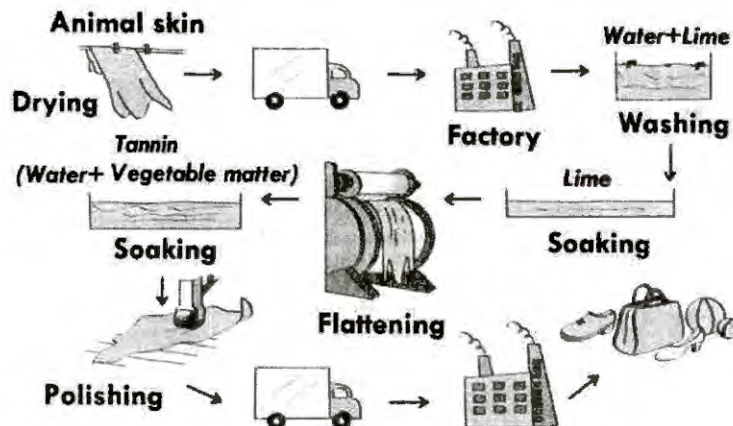 Animal skin
Drying
Factory
Water+Lime
Washing
Tannin
(Water+ Vegetable matter)
Soaking
Flattening
Lime
Soaking
Polishing